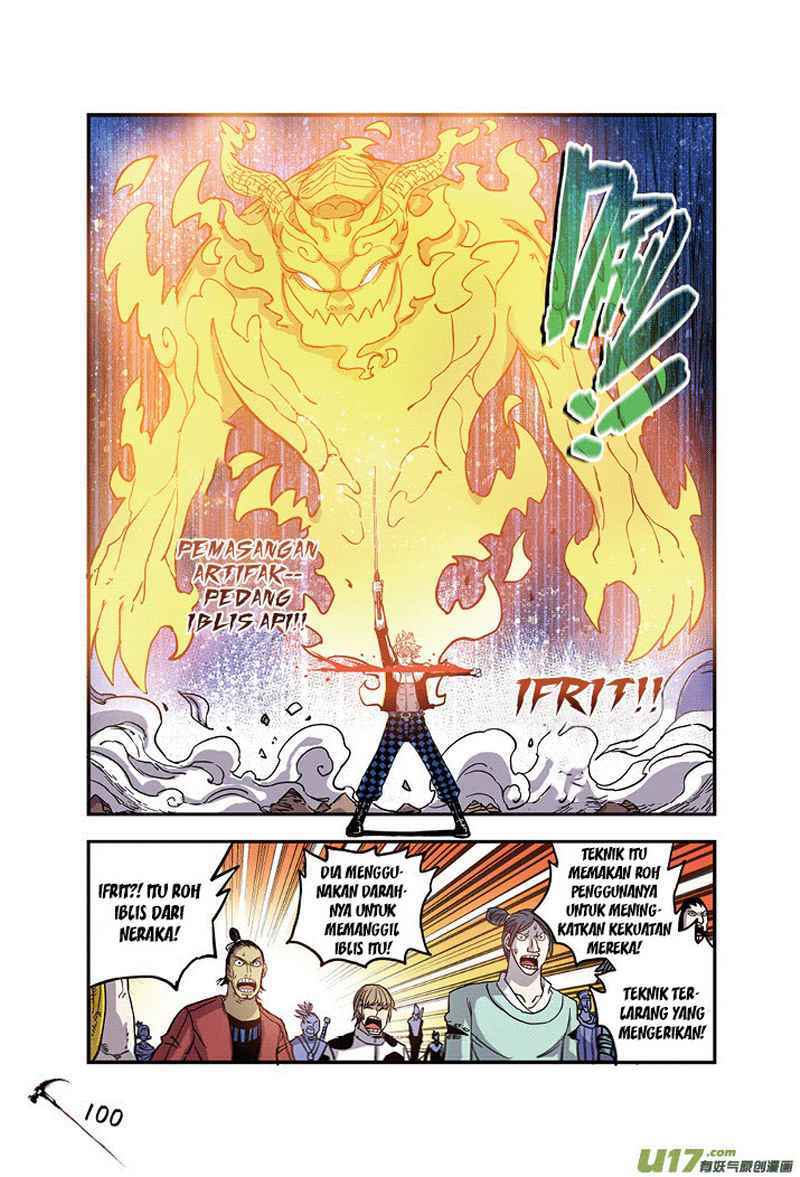 PEMASANGAN
ARTIFAK--
PEDANG
IBLIS API!!!
IFRIT!!
IFRIT?! ITU ROH
IBLIS DARI
NERAKA!
DIA MENGGU-
NAKAN DARAH-
NYA UNTUK
MEMANGGIL
IBLIS ITU!
TEKNIK ITU
MEMAKAN ROH
PENGGUNANYA
UNTUK MENING-
KATKAN KEKUATAN
MEREKA!
TEKNIK TER-
LARANG YANG
MENGERIKAN!
100
U17.com
有妖气原创漫画